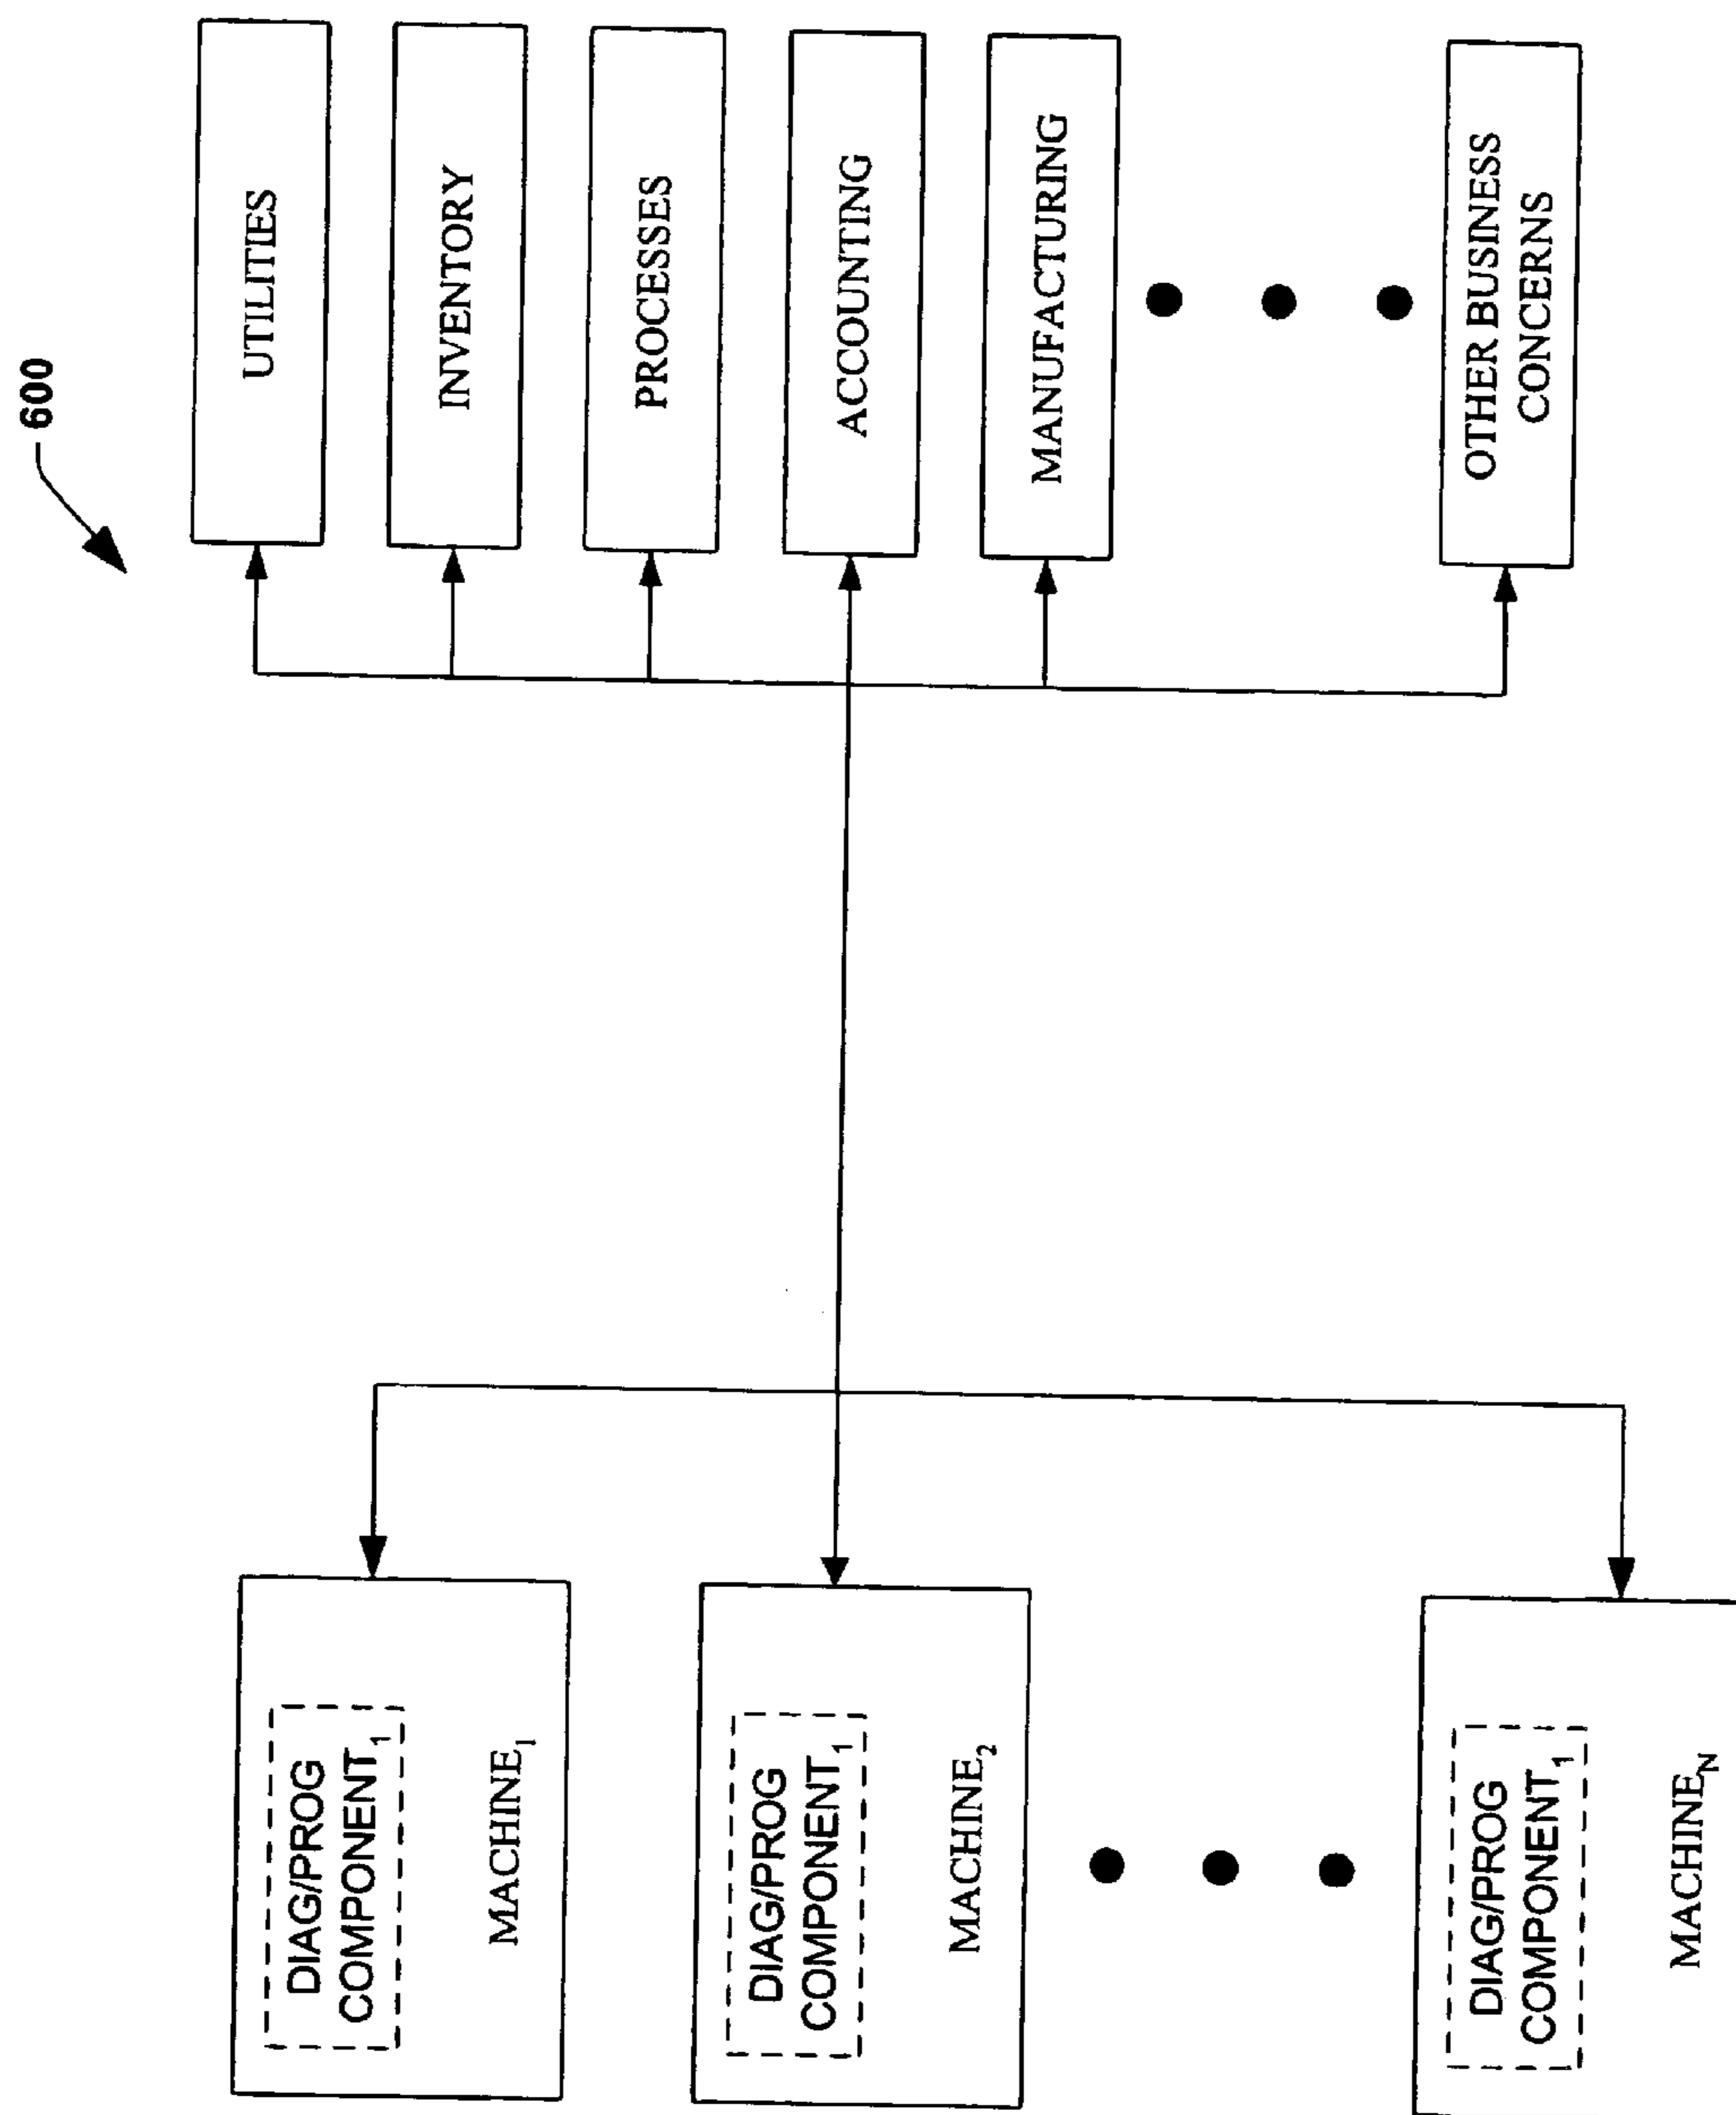 600
UTILITIES
INVENTORY
PROCESSES
ACCOUNTING
MANUFACTURING
OTHER BUSINESS
CONCERNS
DIAG/PROG
COMPONENT₁
MACHINE₁
DIAG/PROG
COMPONENT₁
MACHINE₂
DIAG/PROG
COMPONENT₁
MACHINE_N